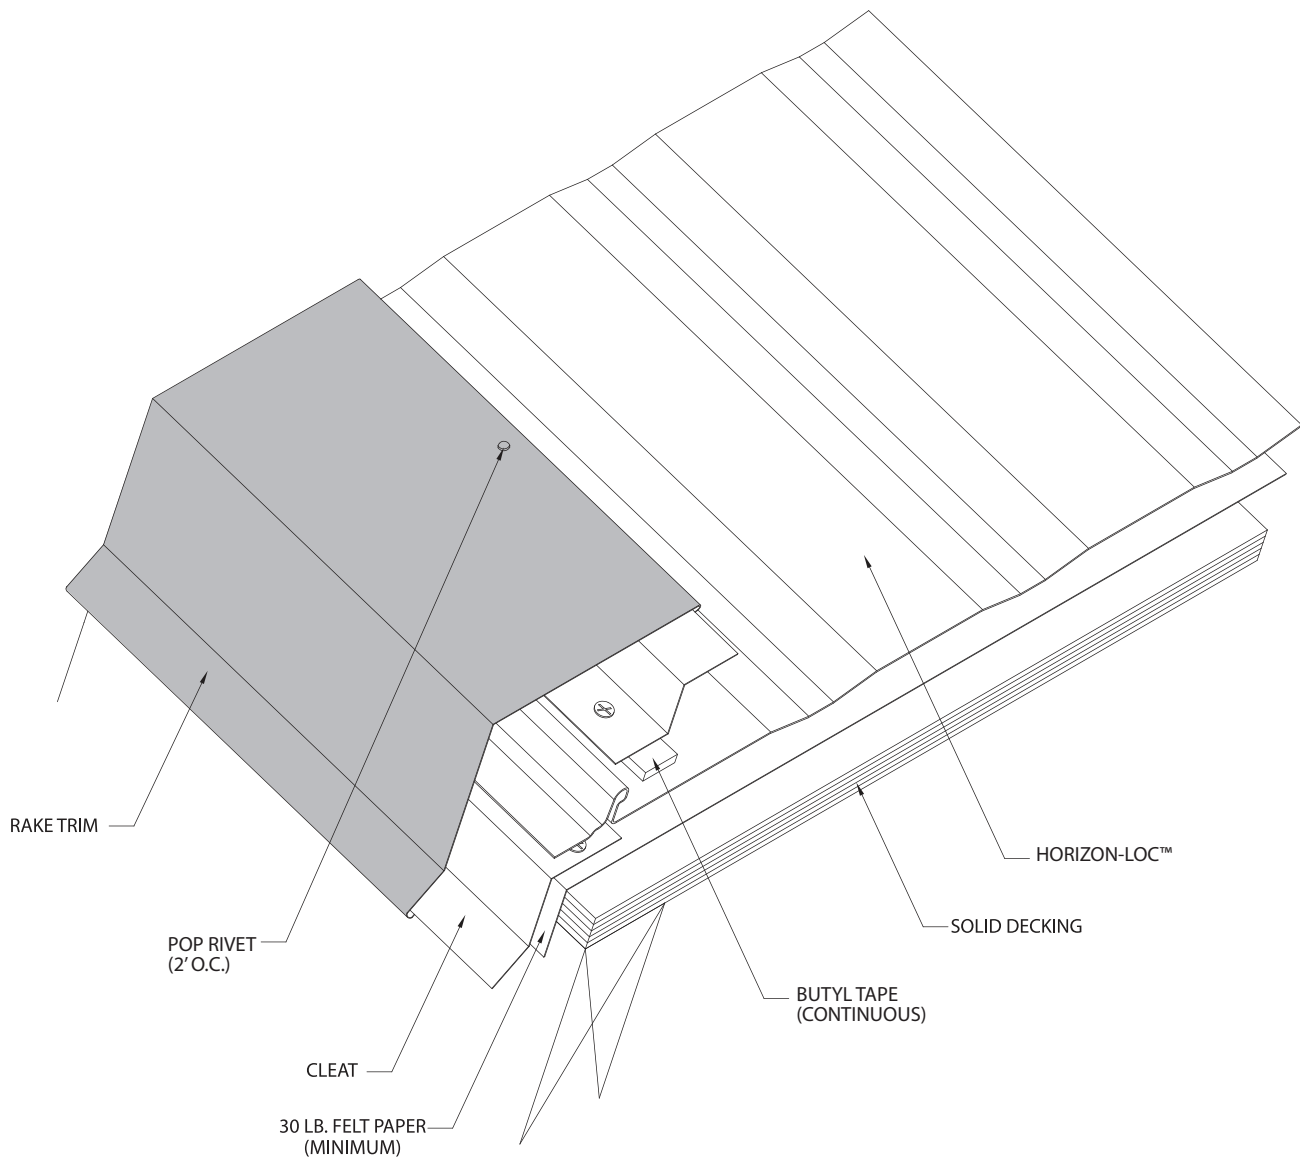 RAKE TRIM
HORIZON-LOC™
SOLID DECKING
POP RIVET
(2' O.C.)
BUTYL TAPE
(CONTINUOUS)
CLEAT
30 LB. FELT PAPER
(MINIMUM)